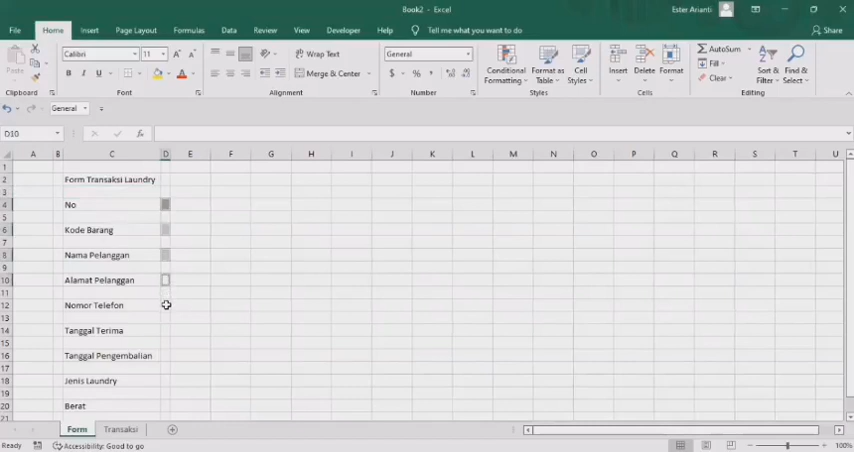 Book2 - Excel
Ester Arianti
File Home Insert Page Layout Formulas Data Review View Developer Help Tell me what you want to do Share
Paste
Calibri 11
B I U
Wrap Text
Merge & Center
General
Conditional Formatting
Format as Table
Cell Styles
Insert Delete Format
AutoSum
Fill
Clear
Sort & Filter
Find & Select
Clipboard Font Alignment Number Styles Cells Editing
General
D10 fx
A B C D E F G H I J K L M N O P Q R S T U
1
2 Form Transaksi Laundry
3
4 No
5
6 Kode Barang
7
8 Nama Pelanggan
9
10 Alamat Pelanggan
11
12 Nomor Telefon
13
14 Tanggal Terima
15
16 Tanggal Pengembalian
17
18 Jenis Laundry
19
20 Berat
21
Form Transaksi
Ready Accessibility: Good to go 100%